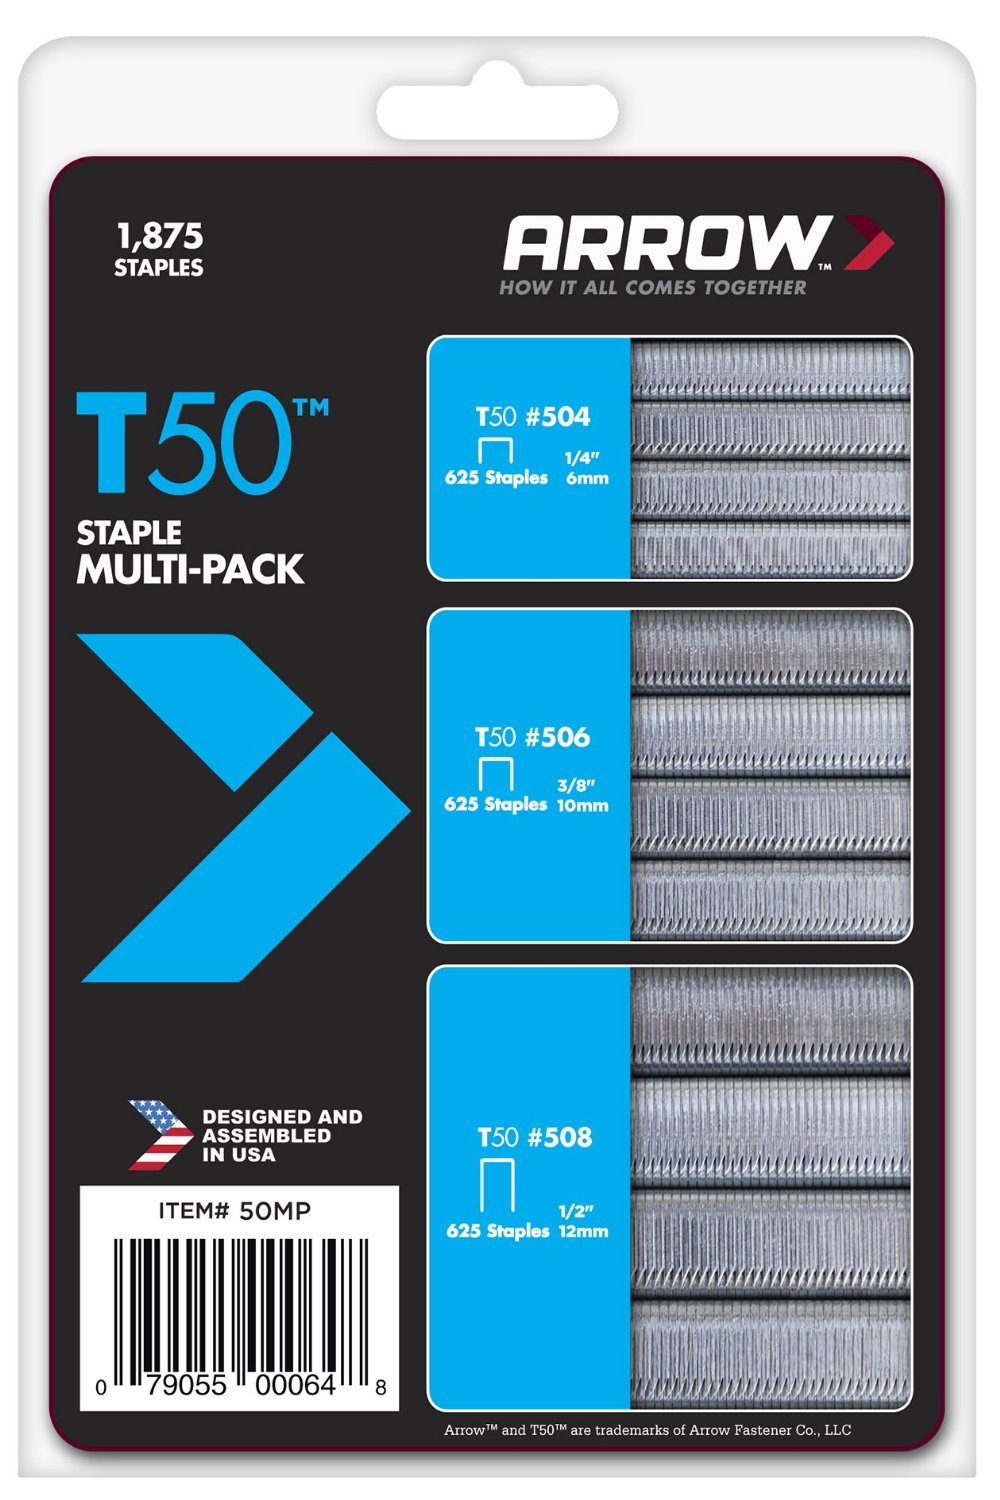 1,875
STAPLES
ARROW™
HOW IT ALL COMES TOGETHER
T50™
STAPLE
MULTI-PACK
T50 #504
1/4"
625 Staples 6mm
T50 #506
3/8"
625 Staples 10mm
T50 #508
1/2"
625 Staples 12mm
DESIGNED AND
ASSEMBLED
IN USA
ITEM# 50MP
0 79055 00064 8
Arrow™ and T50™ are trademarks of Arrow Fastener Co., LLC